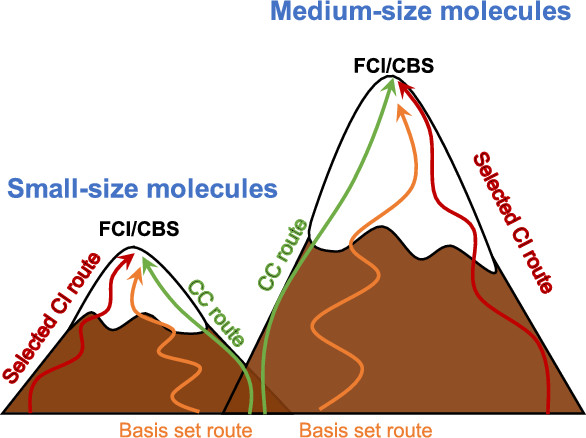 Medium-size molecules
FCI/CBS
Small-size molecules
FCI/CBS
Selected CI route
CC route
CC route
Selected CI route
Basis set route
Basis set route